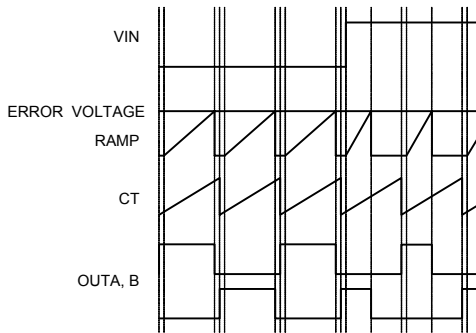 VIN
ERROR VOLTAGE
RAMP
CT
OUTA, B